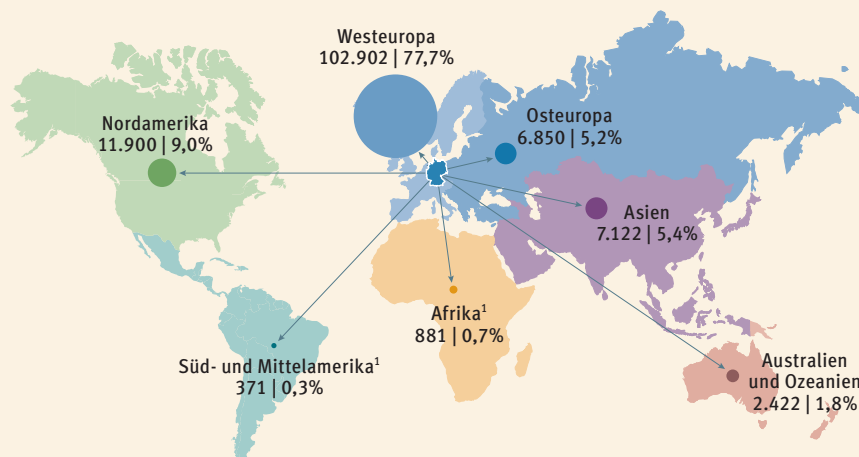 Westeuropa
102.902 | 77,7%
Nordamerika
11.900 | 9,0%
Osteuropa
6.850 | 5,2%
Asien
7.122 | 5,4%
Afrika¹
881 | 0,7%
Süd- und Mittelamerika¹
371 | 0,3%
Australien
und Ozeanien
2.422 | 1,8%